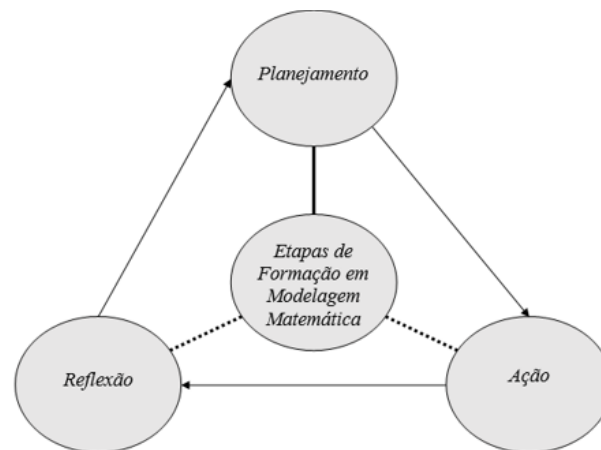 Planejamento
Etapas de
Formação em
Modelagem
Matemática
Reflexão
Ação